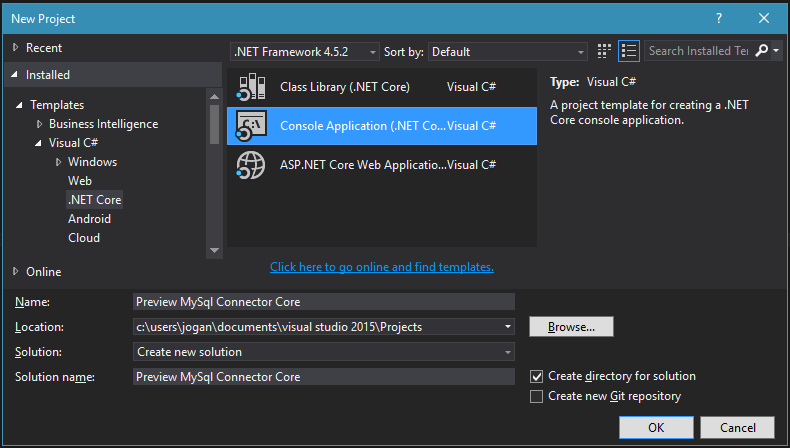 New Project
Recent
.NET Framework 4.5.2 Sort by: Default Search Installed Te
Installed
Templates
Business Intelligence
Visual C#
Windows
Web
.NET Core
Android
Cloud
Online
Class Library (.NET Core) Visual C#
C:\
Console Application (.NET Co...Visual C#
ASP.NET Core Web Applicatio...Visual C#
Click here to go online and find templates.
Type: Visual C#
A project template for creating a .NET
Core console application.
Name: Preview MySql Connector Core
Location: c:\users\jogan\documents\visual studio 2015\Projects Browse...
Solution: Create new solution
Solution name: Preview MySql Connector Core
Create directory for solution
Create new Git repository
OK Cancel